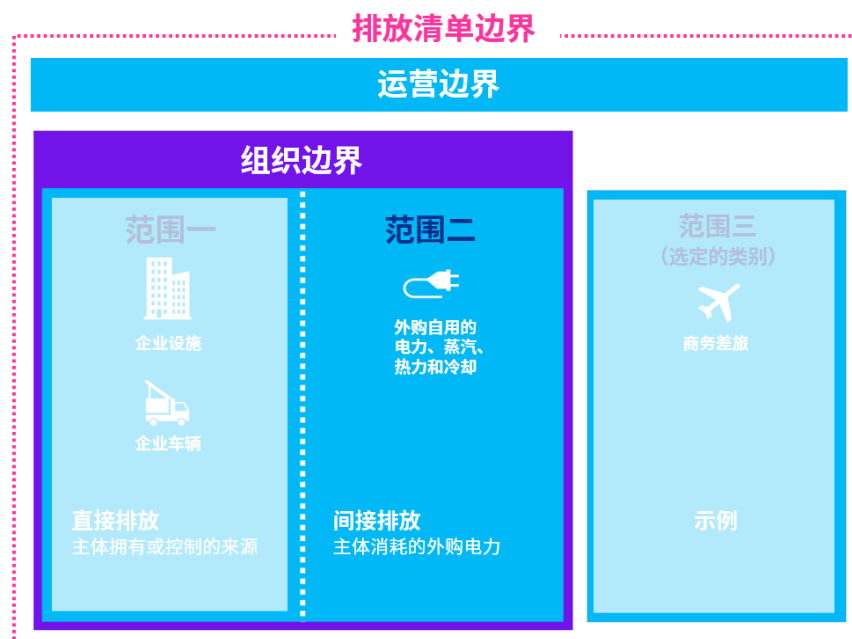 排放清单边界
运营边界
组织边界
范围一
企业设施
企业车辆
直接排放
主体拥有或控制的来源
范围二
外购自用的
电力、蒸汽、
热力和冷却
间接排放
主体消耗的外购电力
范围三
（选定的类别）
商务差旅
示例